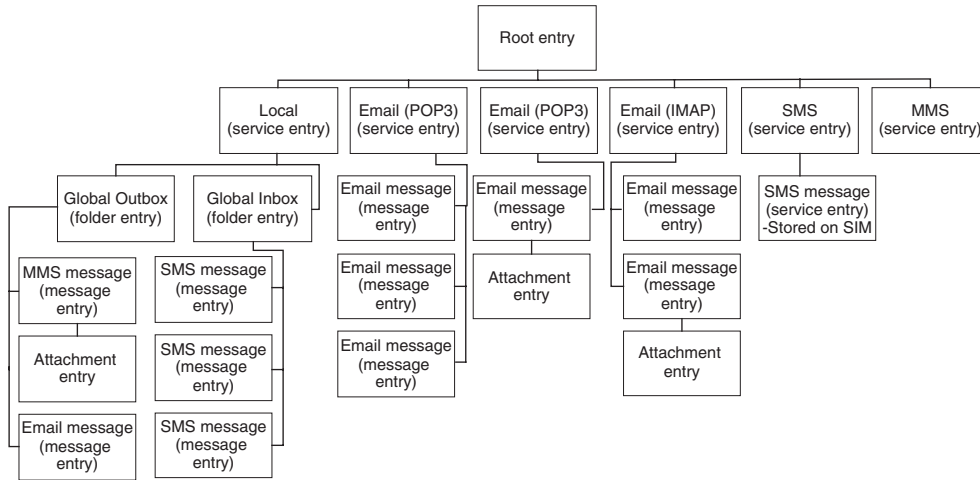 Root entry
Local
(service entry)
Email (POP3)
(service entry)
Email (POP3)
(service entry)
Email (IMAP)
(service entry)
SMS
(service entry)
MMS
(service entry)
Global Outbox
(folder entry)
Global Inbox
(folder entry)
Email message
(message
entry)
Email message
(message
entry)
Email message
(message
entry)
SMS message
(service entry)
-Stored on SIM
MMS message
(message
entry)
SMS message
(message
entry)
Email message
(message
entry)
Attachment
entry
Email message
(message
entry)
Attachment
entry
SMS message
(message
entry)
Email message
(message
entry)
Attachment
entry
Email message
(message
entry)
SMS message
(message
entry)